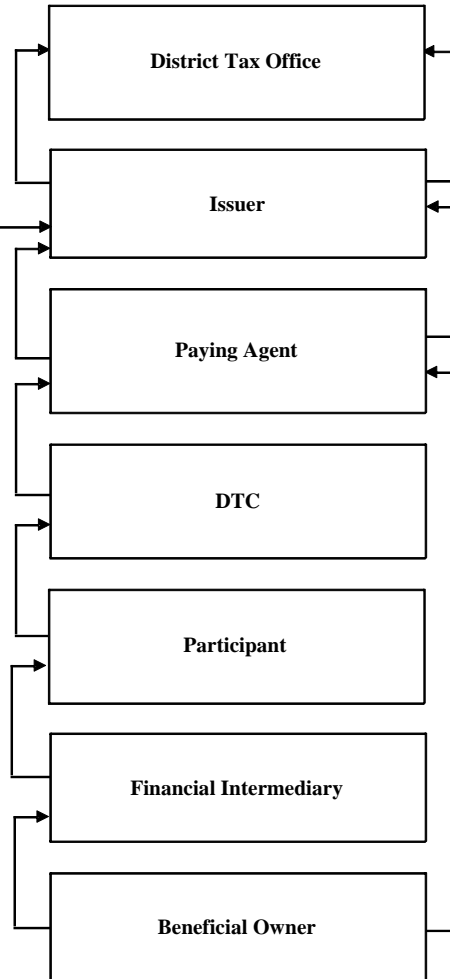 District Tax Office
Issuer
Paying Agent
DTC
Participant
Financial Intermediary
Beneficial Owner